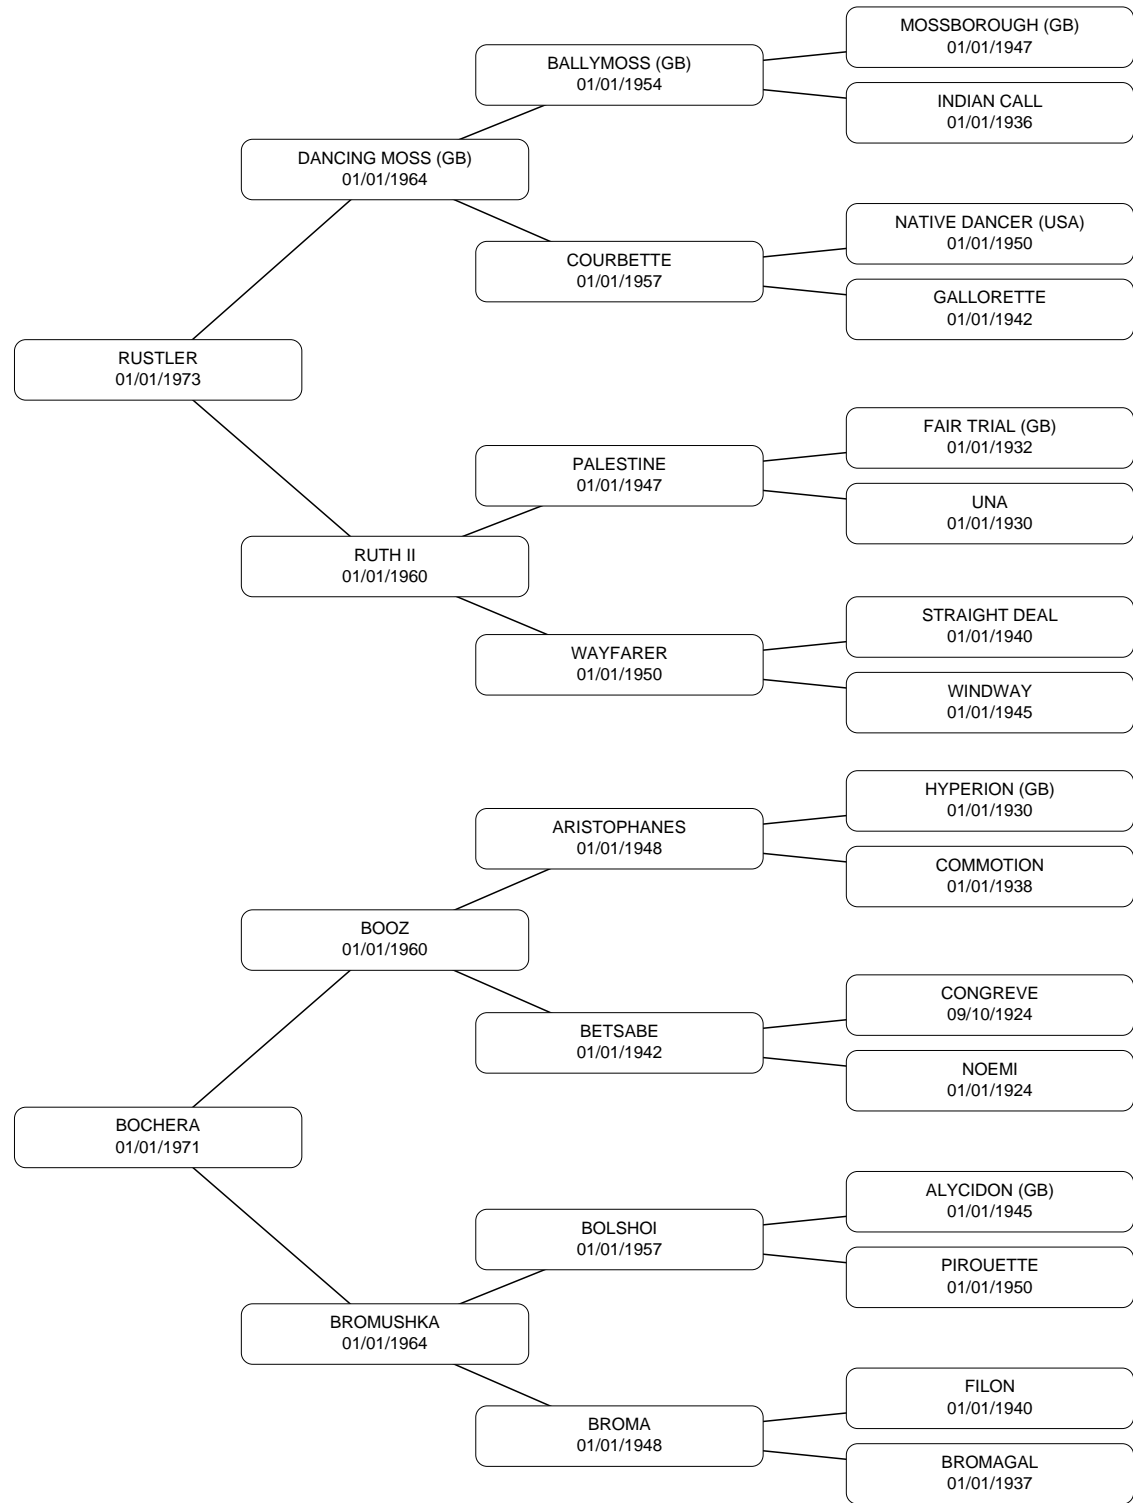 MOSSBOROUGH (GB)
01/01/1947
BALLYMOSS (GB)
01/01/1954
INDIAN CALL
01/01/1936
DANCING MOSS (GB)
01/01/1964
NATIVE DANCER (USA)
01/01/1950
COURBETTE
01/01/1957
GALLORETTE
01/01/1942
RUSTLER
01/01/1973
FAIR TRIAL (GB)
01/01/1932
PALESTINE
01/01/1947
UNA
01/01/1930
RUTH II
01/01/1960
STRAIGHT DEAL
01/01/1940
WAYFARER
01/01/1950
WINDWAY
01/01/1945
HYPERION (GB)
01/01/1930
ARISTOPHANES
01/01/1948
COMMOTION
01/01/1938
BOOZ
01/01/1960
CONGREVE
09/10/1924
BETSABE
01/01/1942
NOEMI
01/01/1924
BOCHERA
01/01/1971
ALYCIDON (GB)
01/01/1945
BOLSHOI
01/01/1957
PIROUETTE
01/01/1950
BROMUSHKA
01/01/1964
FILON
01/01/1940
BROMA
01/01/1948
BROMAGAL
01/01/1937